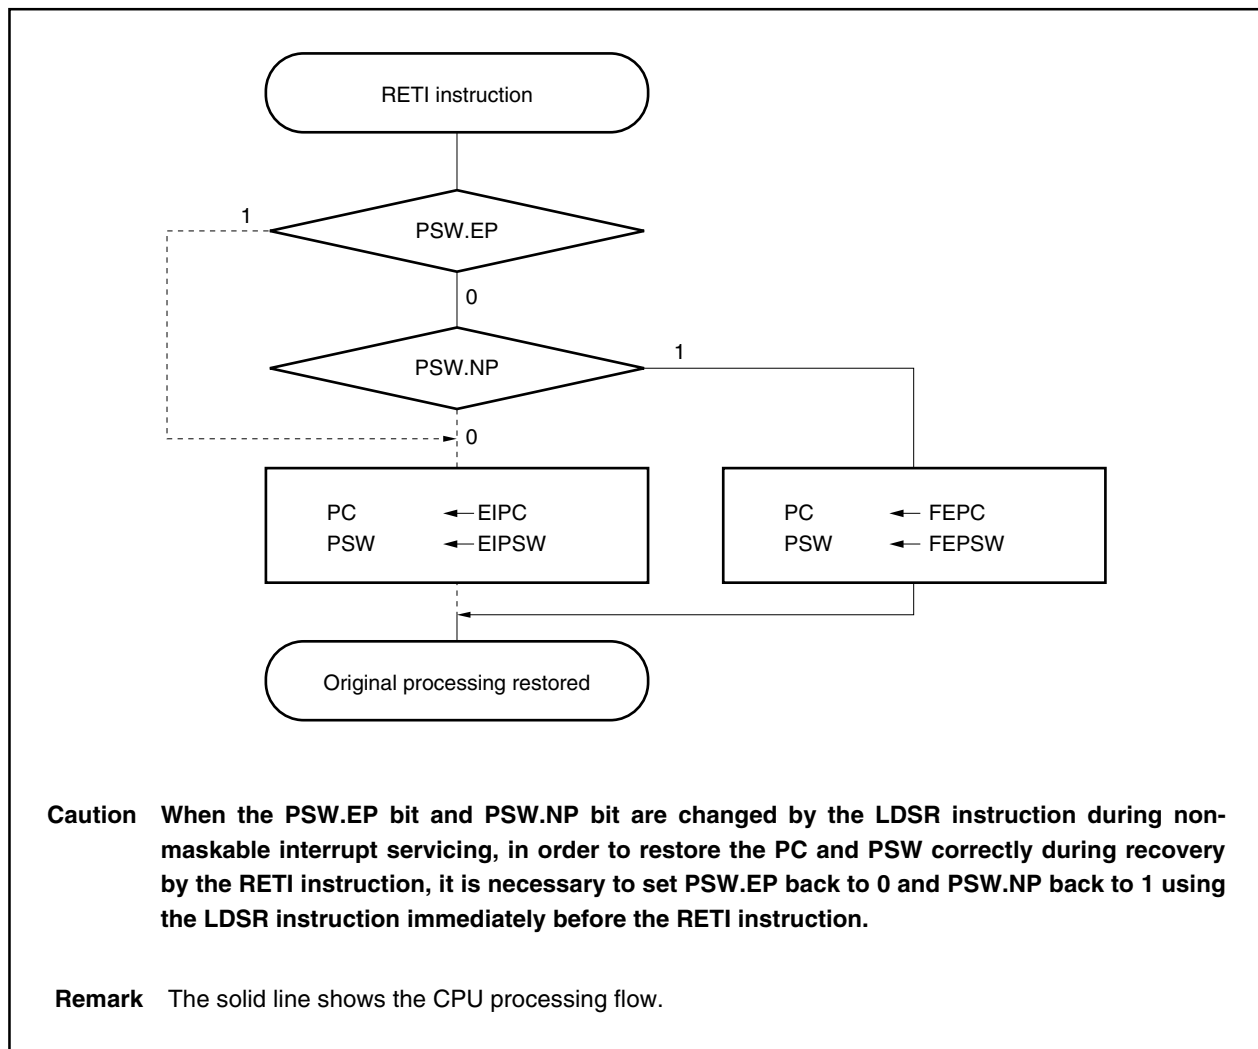 RETI instruction
1
PSW.EP
0
PSW.NP
1
0
PC ← EIPC
PSW ← EIPSW
PC ← FEPC
PSW ← FEPSW
Original processing restored
Caution When the PSW.EP bit and PSW.NP bit are changed by the LDSR instruction during non-
maskable interrupt servicing, in order to restore the PC and PSW correctly during recovery
by the RETI instruction, it is necessary to set PSW.EP back to 0 and PSW.NP back to 1 using
the LDSR instruction immediately before the RETI instruction.
Remark The solid line shows the CPU processing flow.